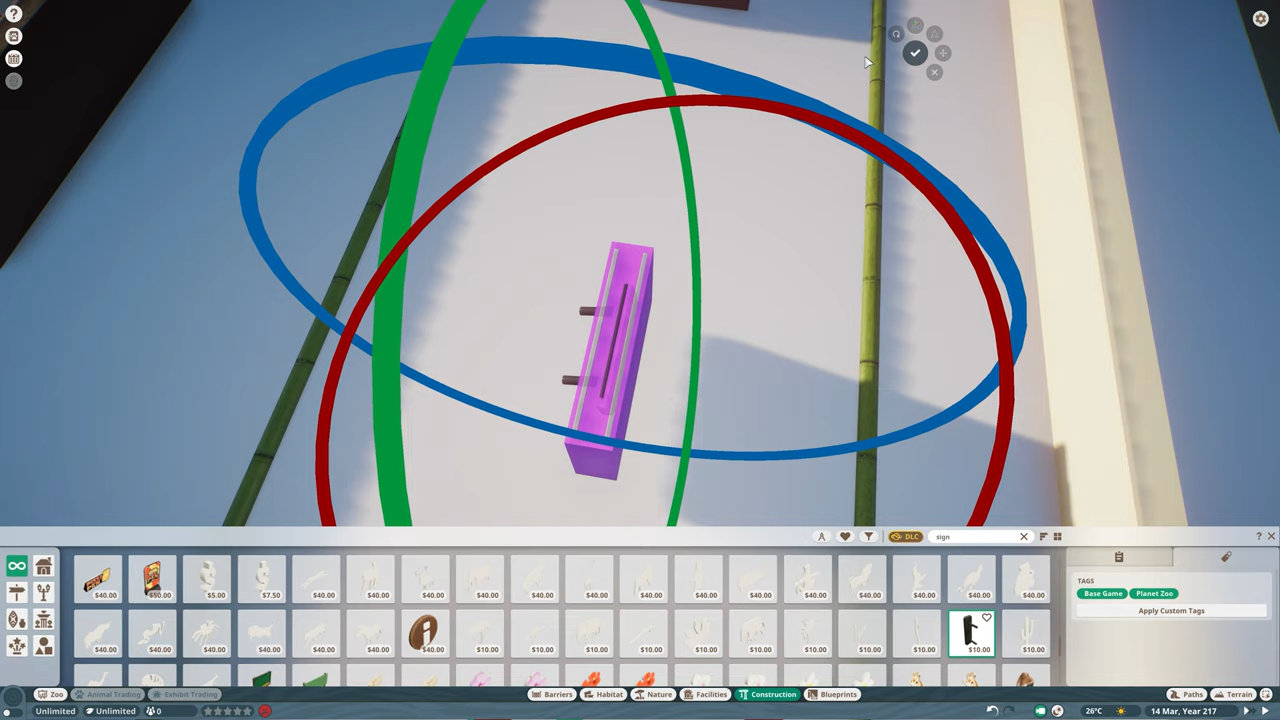 DLC
sign
?
$40.00 $50.00 $5.00 $7.50 $40.00 $40.00 $40.00 $40.00 $40.00 $40.00 $40.00 $40.00 $40.00 $40.00 $40.00 $40.00 $40.00 $40.00
TAGS
Base Game Planet Zoo
Apply Custom Tags
$40.00 $40.00 $40.00 $40.00 $40.00 $40.00 $40.00 $10.00 $10.00 $10.00 $10.00 $10.00 $10.00 $10.00 $10.00 $10.00 $10.00 $10.00
Zoo Animal Trading Exhibit Trading Barriers Habitat Nature Facilities Construction Blueprints Paths Terrain
Unlimited Unlimited 0 26°C 14 Mar, Year 217